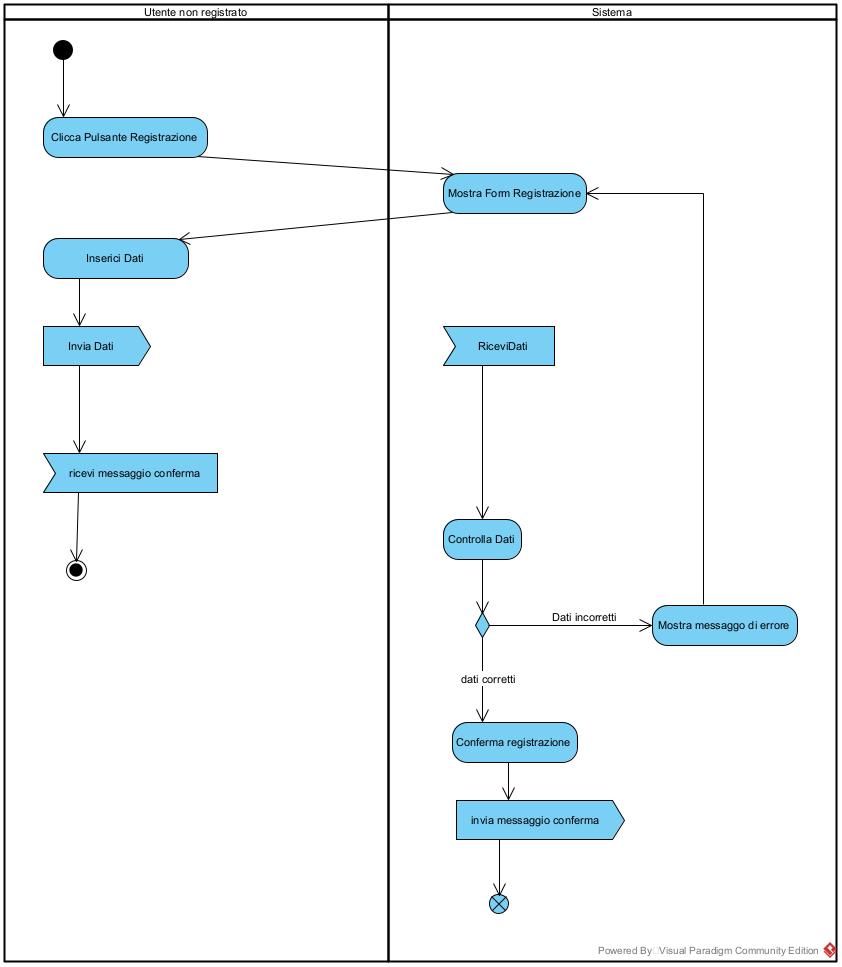 Utente non registrato
Sistema
Clicca Pulsante Registrazione
Mostra Form Registrazione
Inserici Dati
Invia Dati
RiceviDati
ricevi messaggio conferma
Controlla Dati
Dati incorretti
Mostra messaggo di errore
dati corretti
Conferma registrazione
invia messaggio conferma
Powered By Visual Paradigm Community Edition